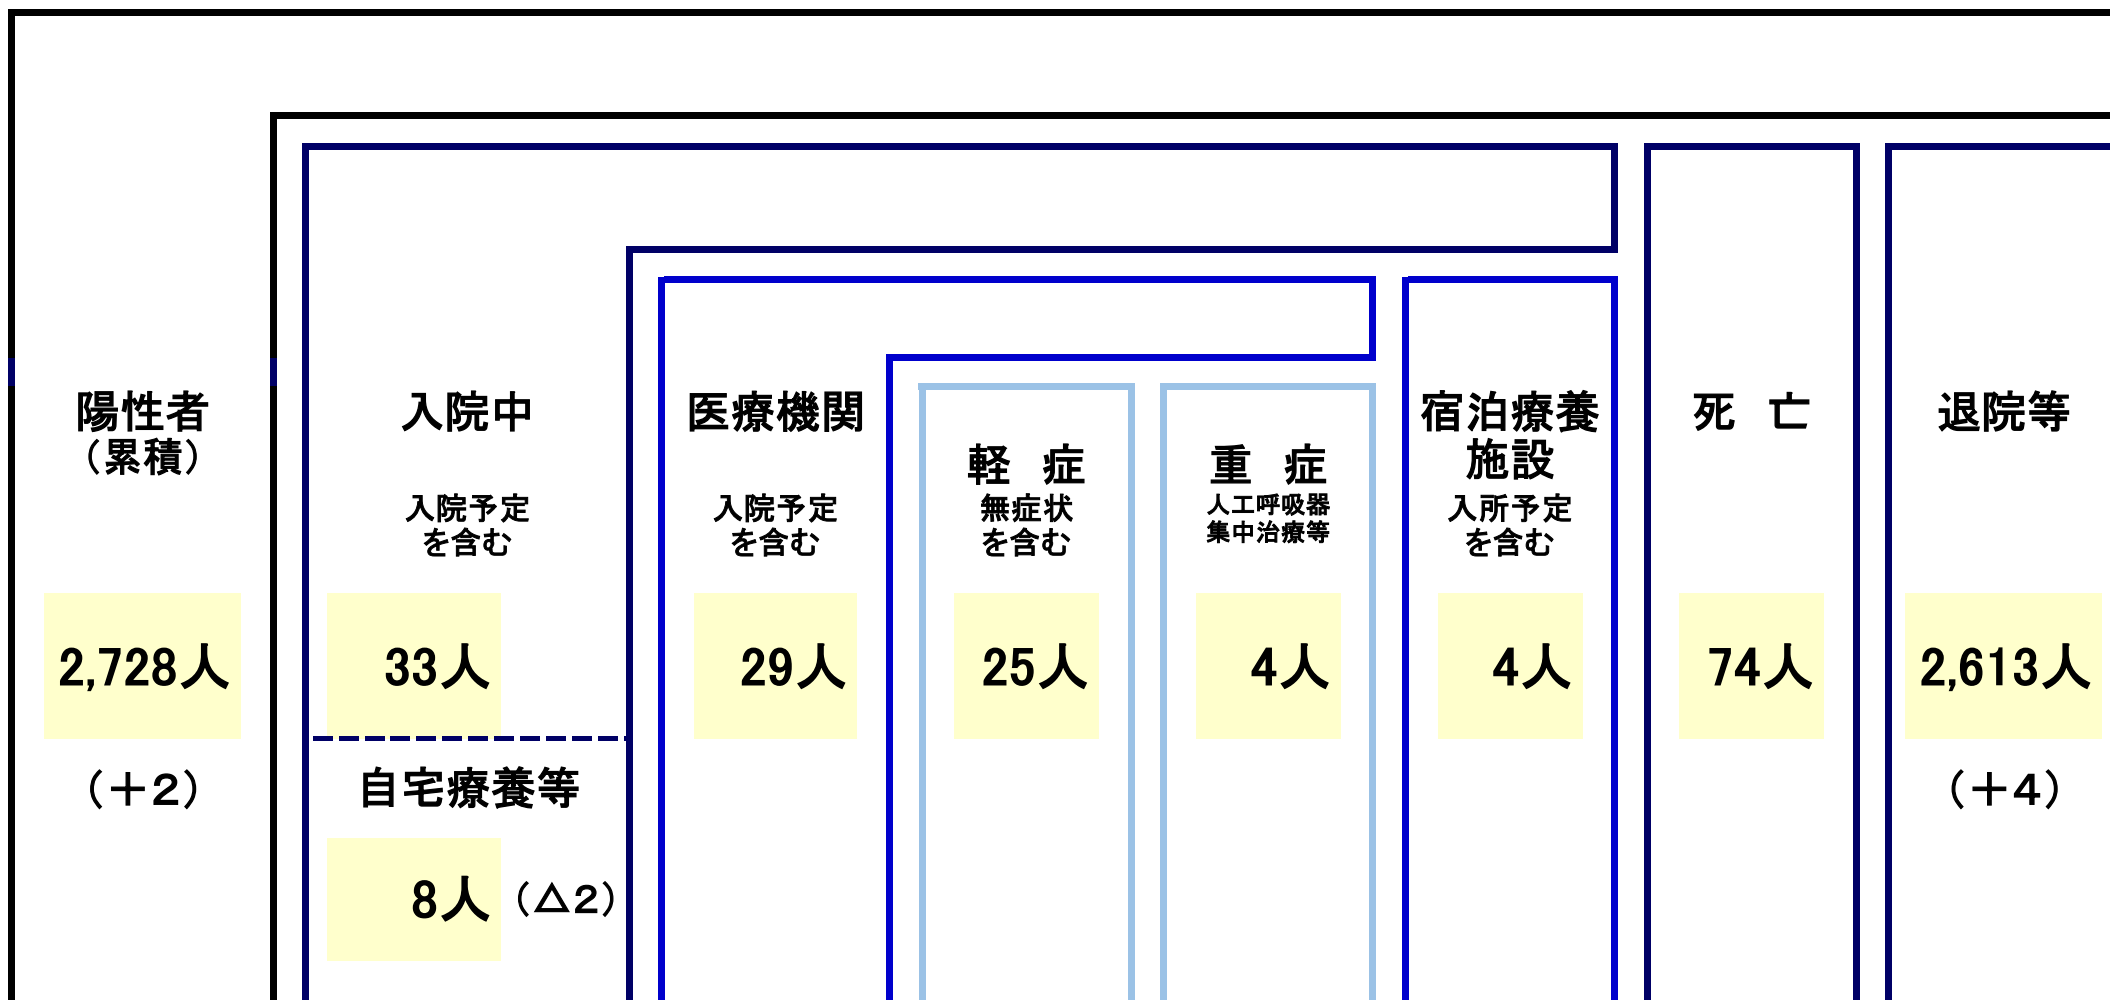 陽性者
（累積）
2,728人
（＋2）
入院中
入院予定
を含む
33人
自宅療養等
8人（△2）
医療機関
入院予定
を含む
29人
軽　症
無症状
を含む
25人
重　症
人工呼吸器
集中治療等
4人
宿泊療養
施設
入所予定
を含む
4人
死　亡
74人
退院等
2,613人
（＋4）